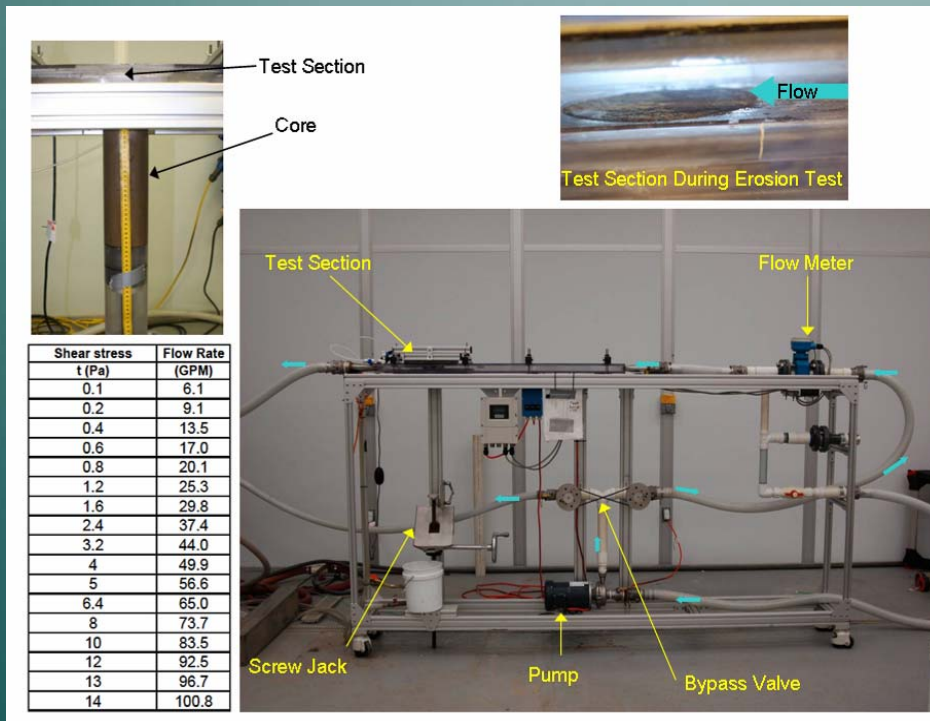 Test Section
Core
Flow
Test Section During Erosion Test
Test Section
Flow Meter
Shear stress Flow Rate
t (Pa) (GPM)
0.1 6.1
0.2 9.1
0.4 13.5
0.6 17.0
0.8 20.1
1.2 25.3
1.6 29.8
2.4 37.4
3.2 44.0
4 49.9
5 56.6
6.4 65.0
8 73.7
10 83.5
12 92.5
13 96.7
14 100.8
Screw Jack
Pump
Bypass Valve